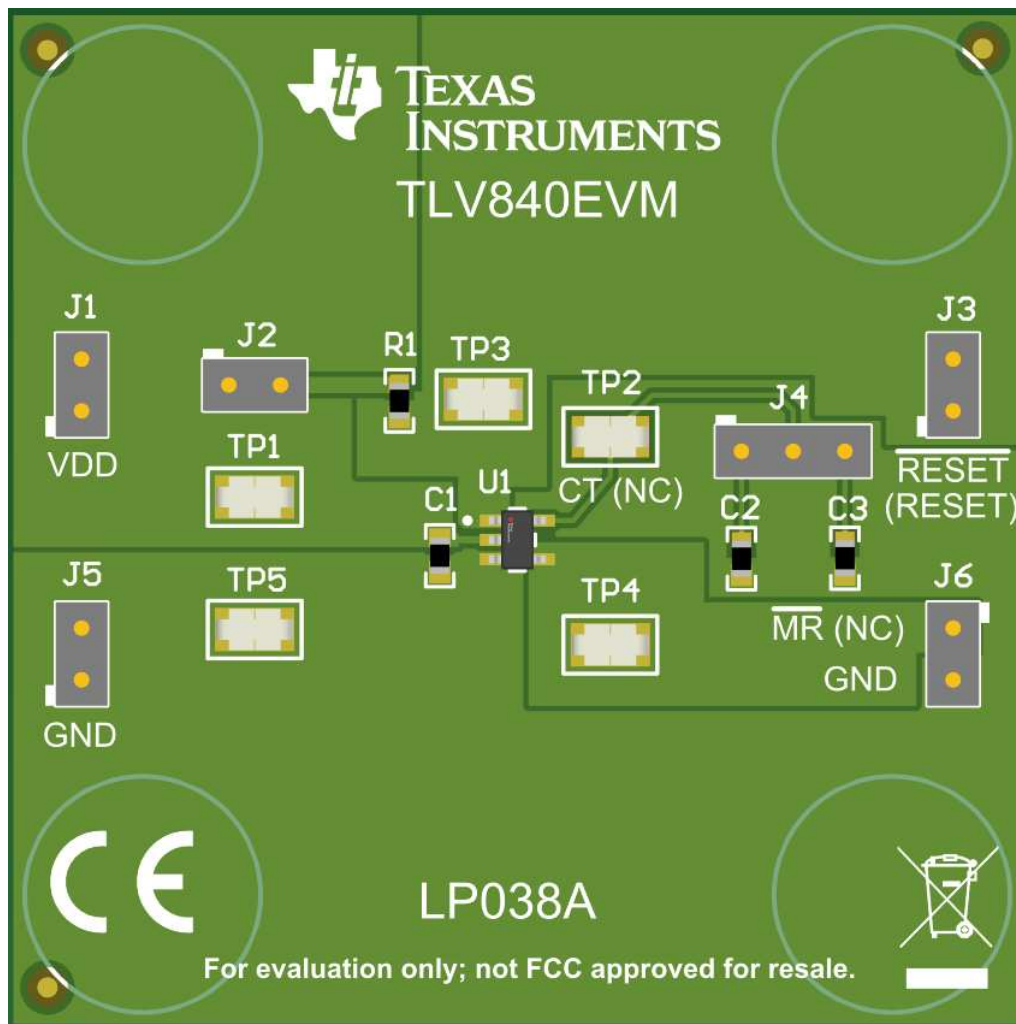 TEXAS
INSTRUMENTS
TLV840EVM
J1
J2
R1
TP3
TP2
J4
J3
VDD
TP1
C1
U1
CT (NC)
C2
C3
RESET
(RESET)
J5
TP5
TP4
MR (NC)
J6
GND
GND
CE
LP038A
For evaluation only; not FCC approved for resale.